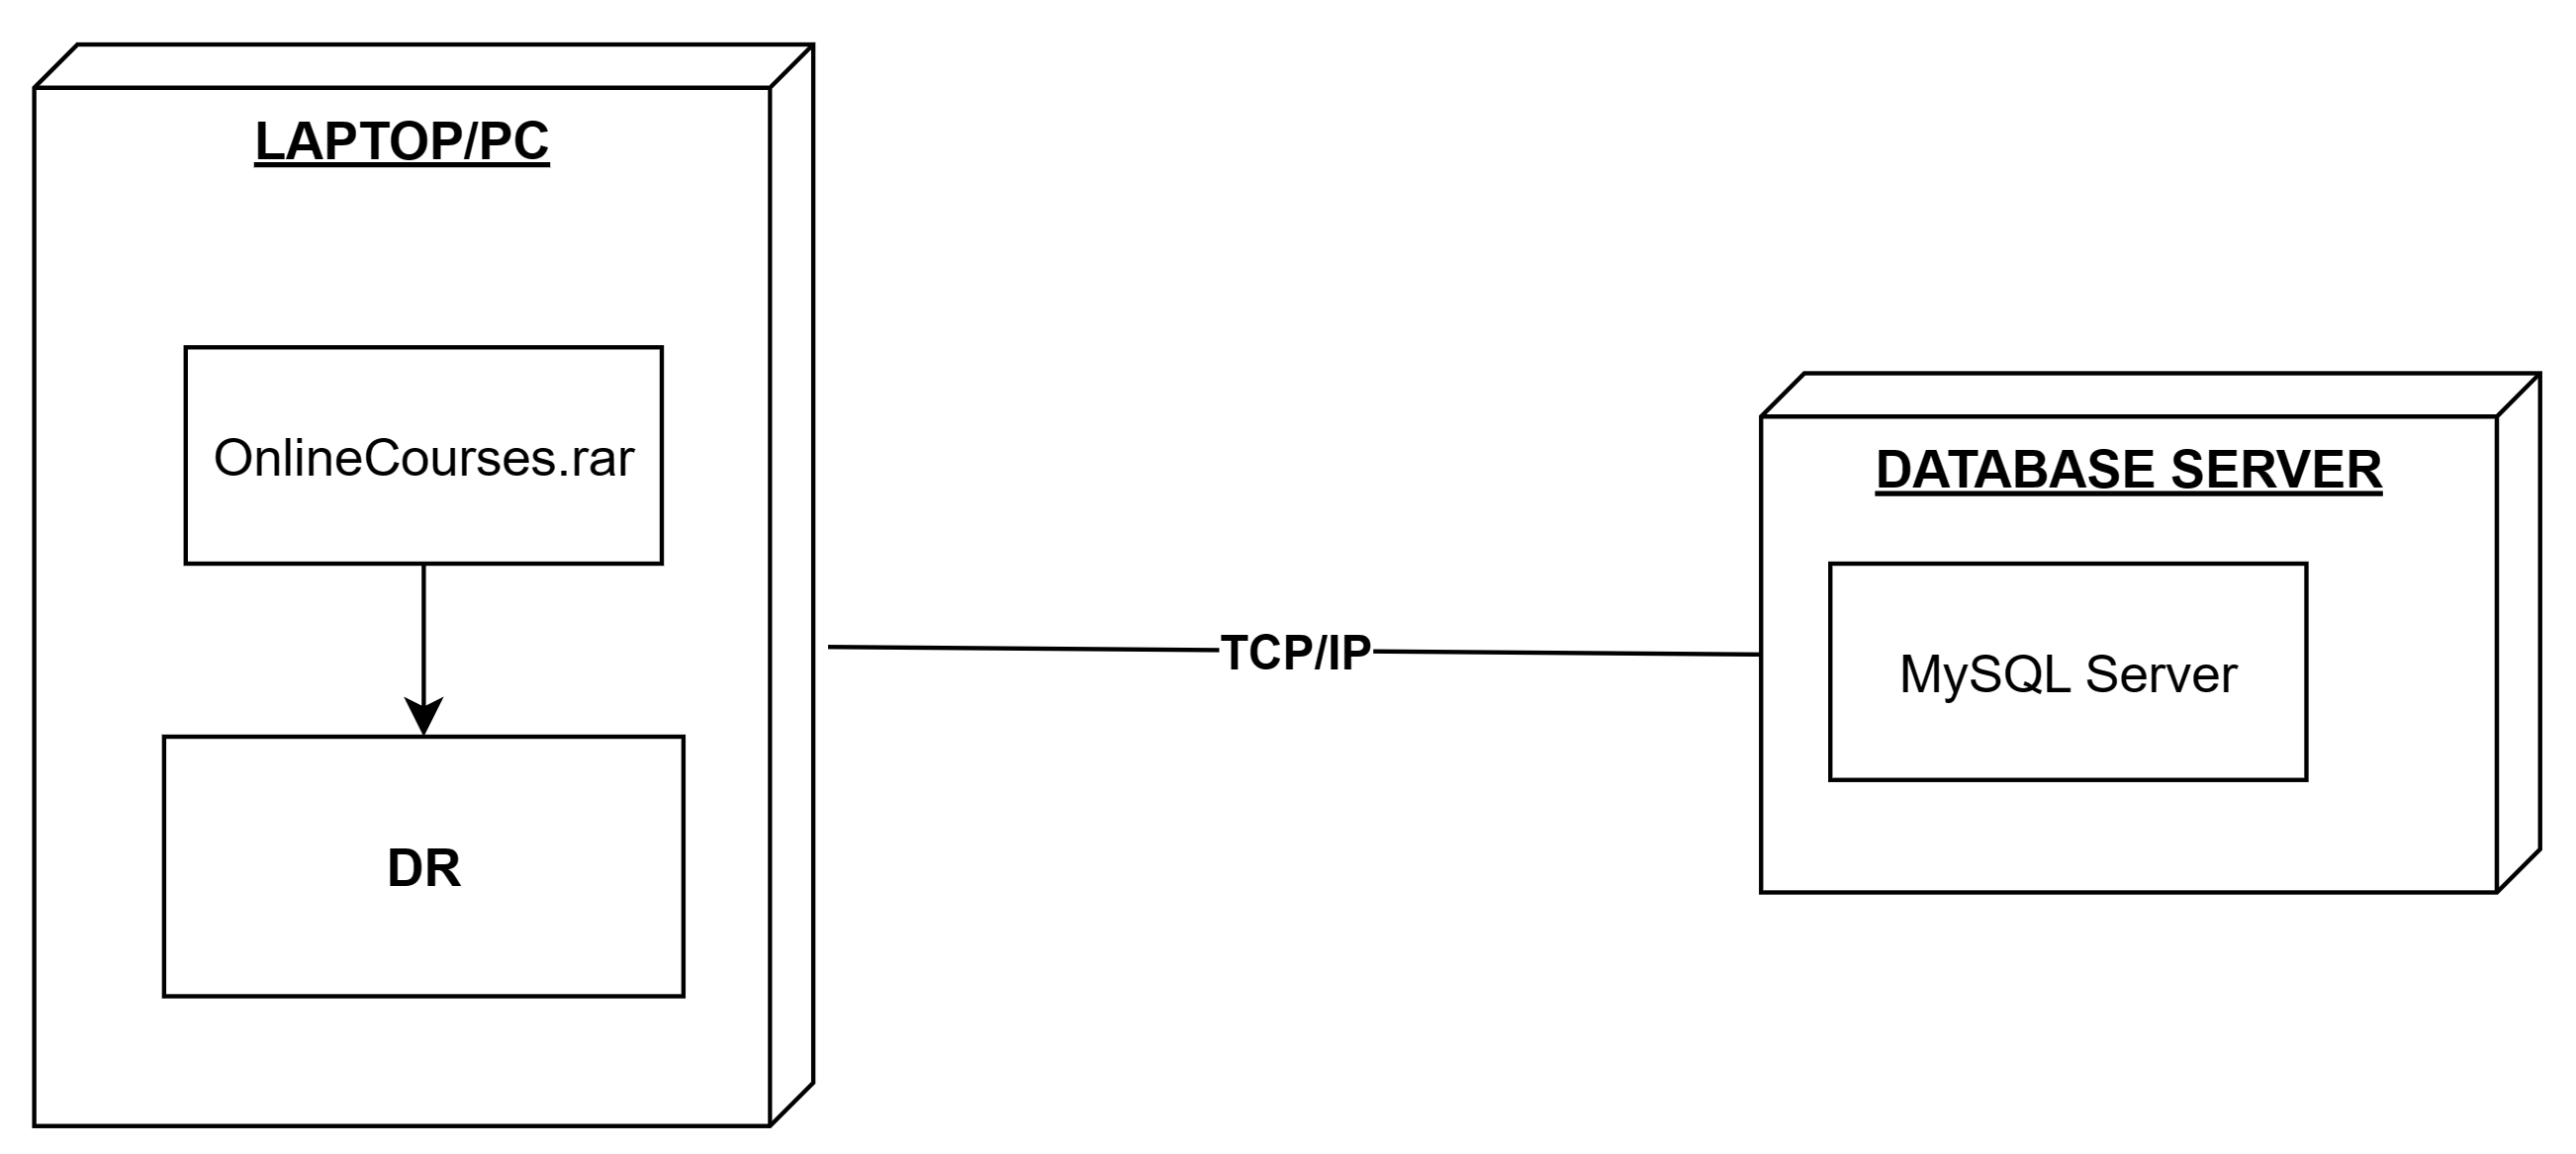 LAPTOP/PC
OnlineCourses.rar
DR
TCP/IP
DATABASE SERVER
MySQL Server